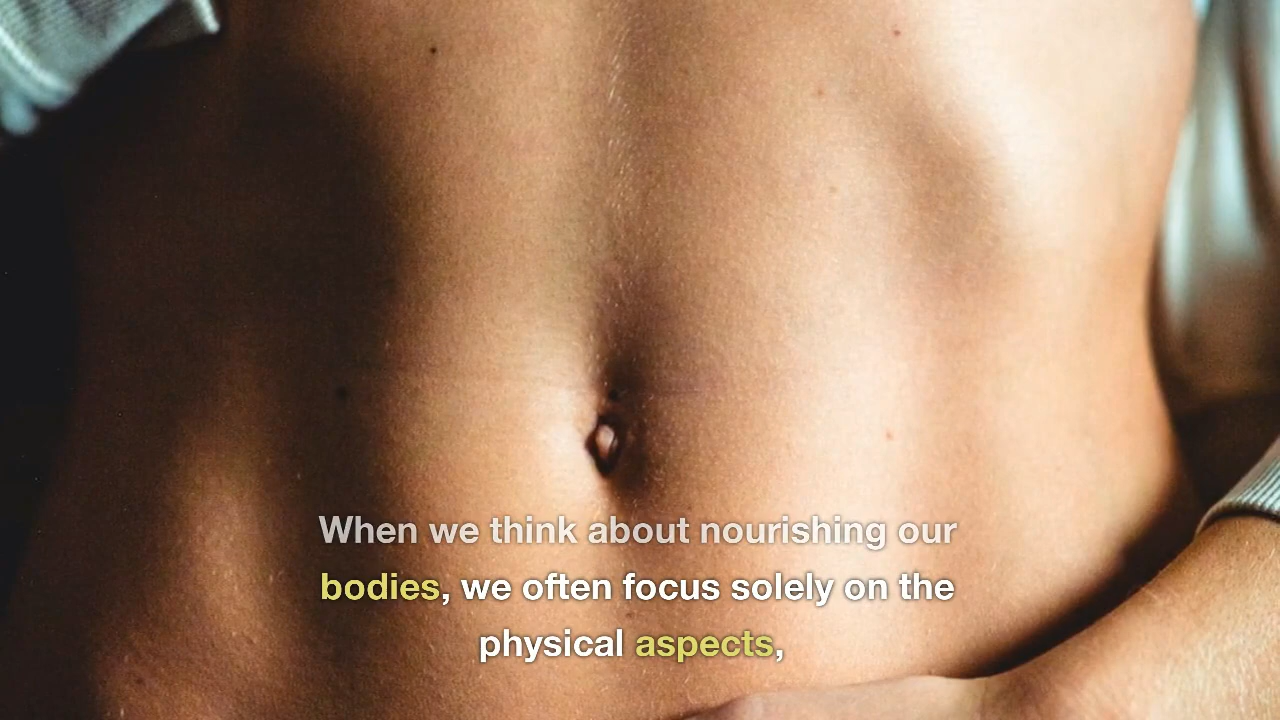 When we think about nourishing our
bodies, we often focus solely on the
physical aspects,